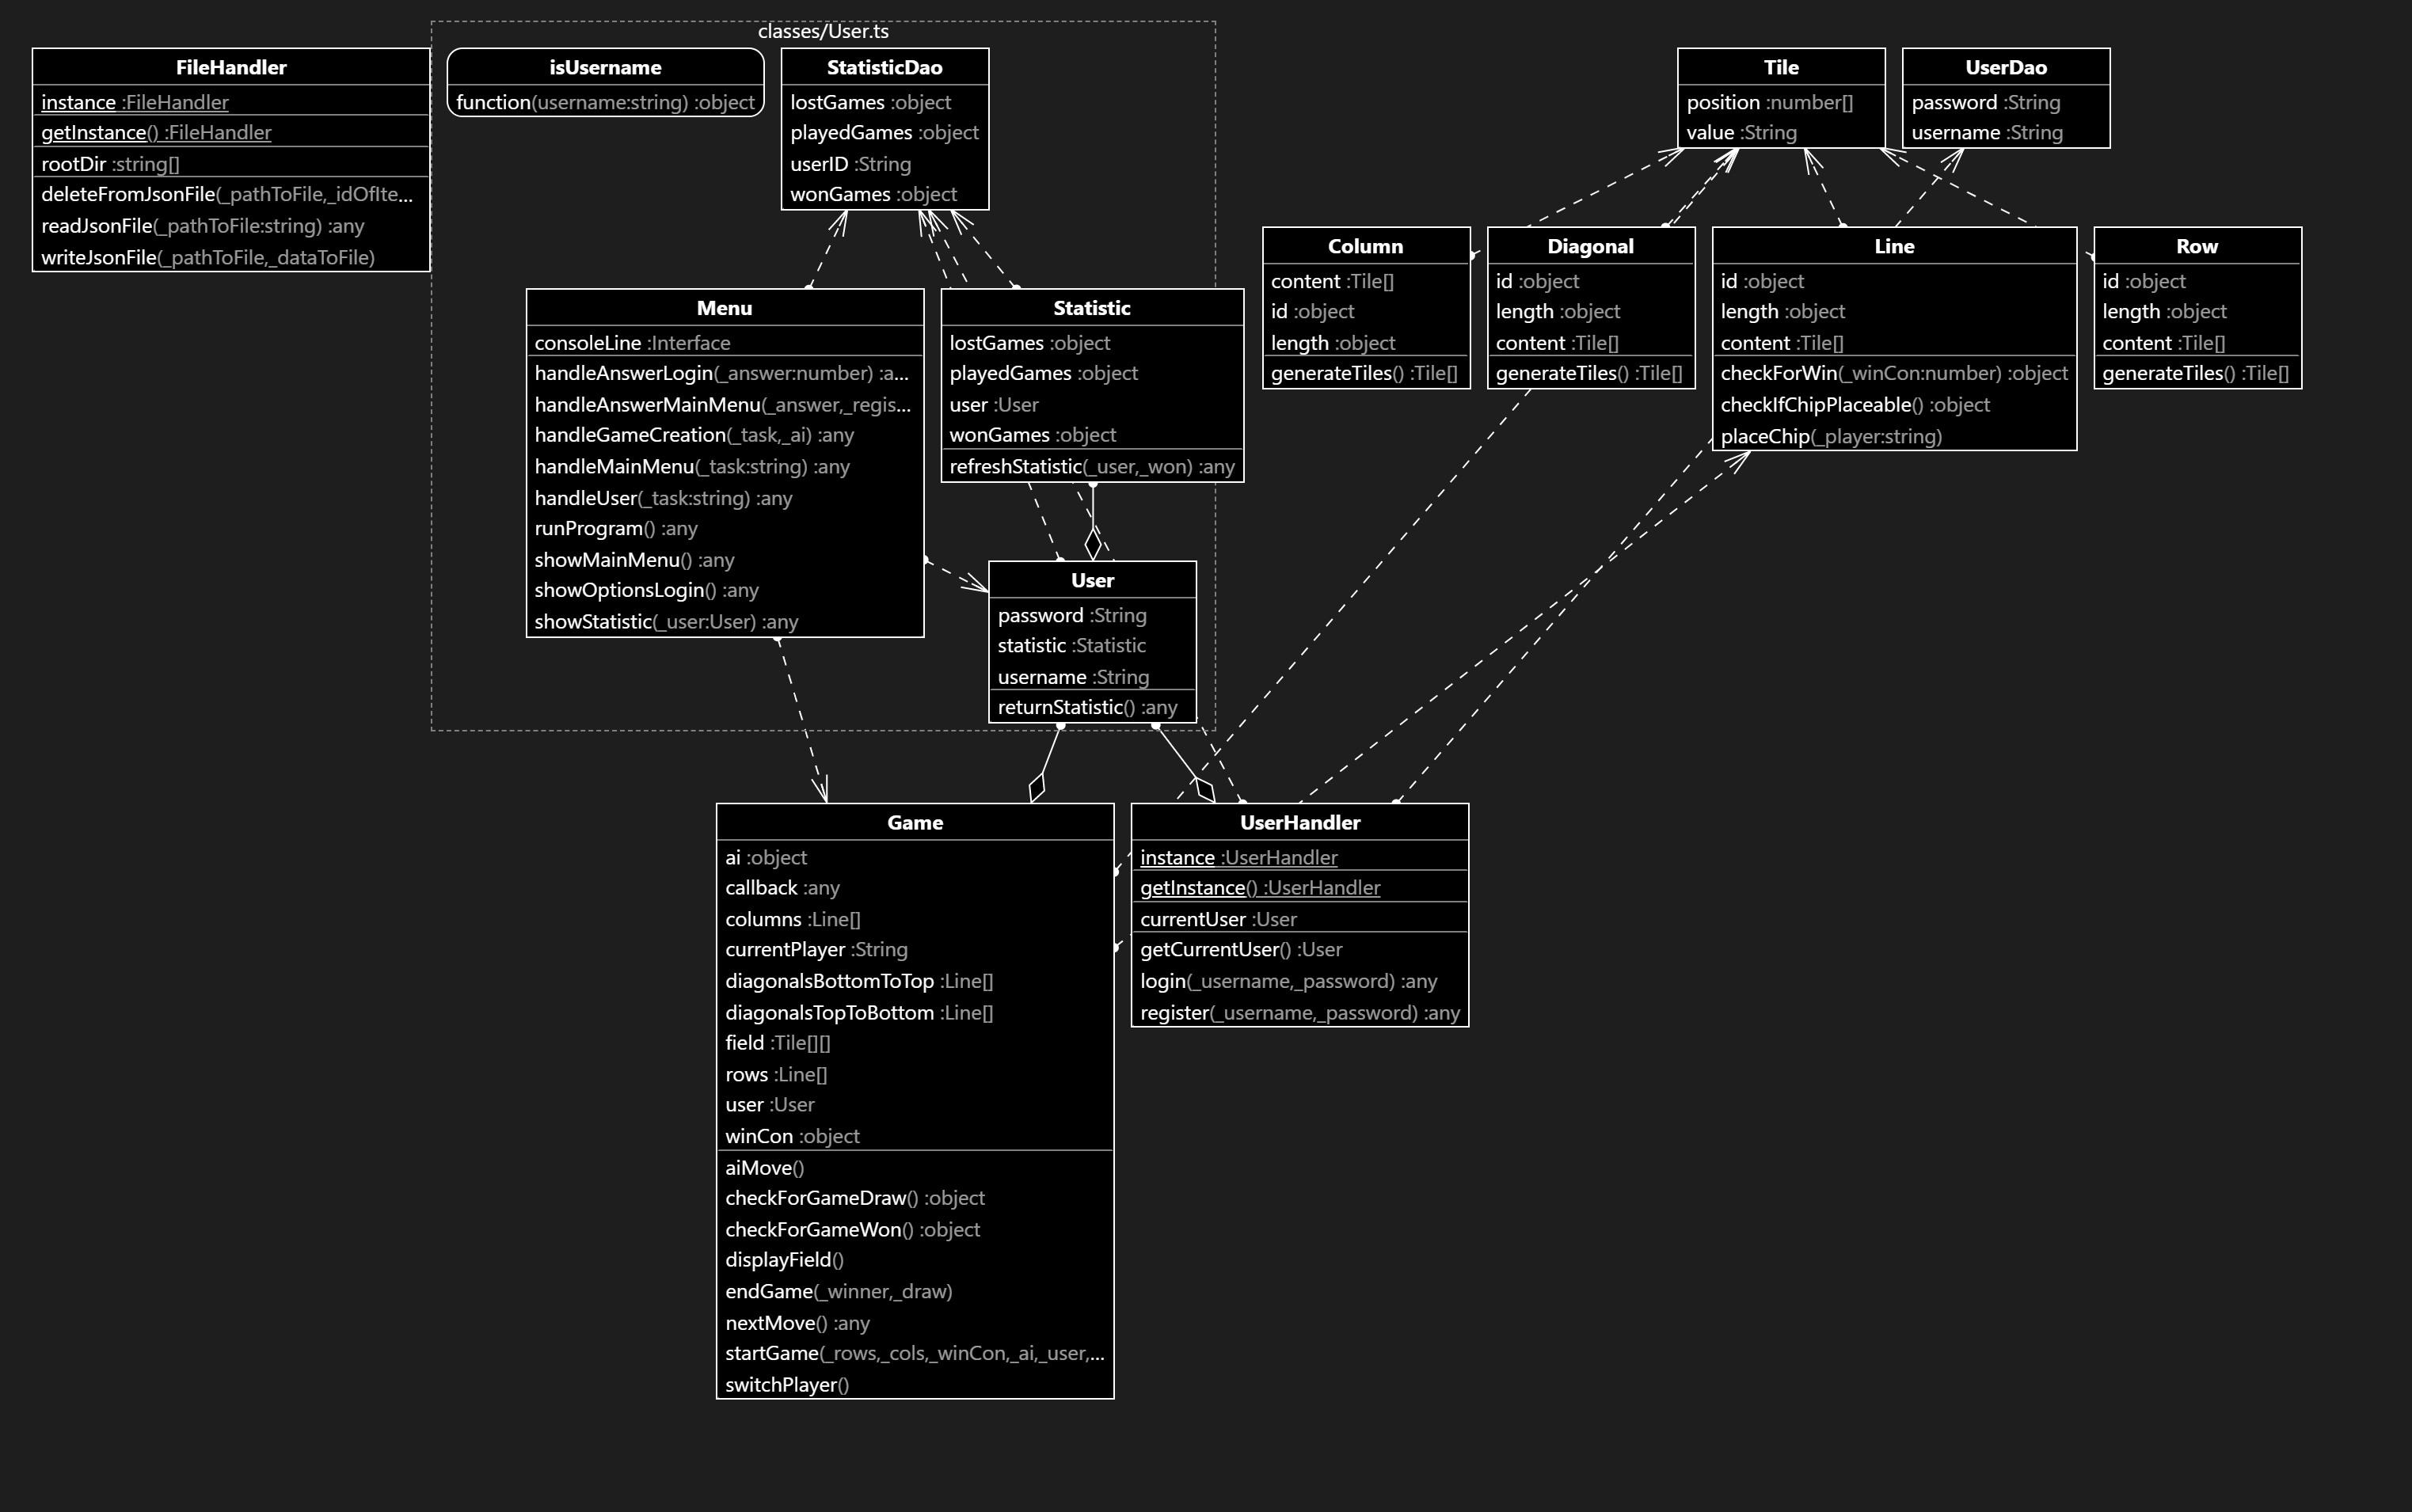 classes/User.ts
FileHandler
instance :FileHandler
getInstance() :FileHandler
rootDir :string[]
deleteFromJsonFile(_pathToFile,_idOfIte...
readJsonFile(_pathToFile:string) :any
writeJsonFile(_pathToFile,_dataToFile)
isUsername
function(username:string) :object
StatisticDao
lostGames :object
playedGames :object
userID :String
wonGames :object
Tile
position :number[]
value :String
UserDao
password :String
username :String
Menu
consoleLine :Interface
handleAnswerLogin(_answer:number) :a...
handleAnswerMainMenu(_answer,_regis...
handleGameCreation(_task,_ai) :any
handleMainMenu(_task:string) :any
handleUser(_task:string) :any
runProgram() :any
showMainMenu() :any
showOptionsLogin() :any
showStatistic(_user:User) :any
Statistic
lostGames :object
playedGames :object
user :User
wonGames :object
refreshStatistic(_user,_won) :any
Column
content :Tile[]
id :object
length :object
generateTiles() :Tile[]
Diagonal
id :object
length :object
content :Tile[]
generateTiles() :Tile[]
Line
id :object
length :object
content :Tile[]
checkForWin(_winCon:number) :object
checkIfChipPlaceable() :object
placeChip(_player:string)
Row
id :object
length :object
content :Tile[]
generateTiles() :Tile[]
User
password :String
statistic :Statistic
username :String
returnStatistic() :any
Game
ai :object
callback :any
columns :Line[]
currentPlayer :String
diagonalsBottomToTop :Line[]
diagonalsTopToBottom :Line[]
field :Tile[][]
rows :Line[]
user :User
winCon :object
aiMove()
checkForGameDraw() :object
checkForGameWon() :object
displayField()
endGame(_winner,_draw)
nextMove() :any
startGame(_rows,_cols,_winCon,_ai,_user,...
switchPlayer()
UserHandler
instance :UserHandler
getInstance() :UserHandler
currentUser :User
getCurrentUser() :User
login(_username,_password) :any
register(_username,_password) :any